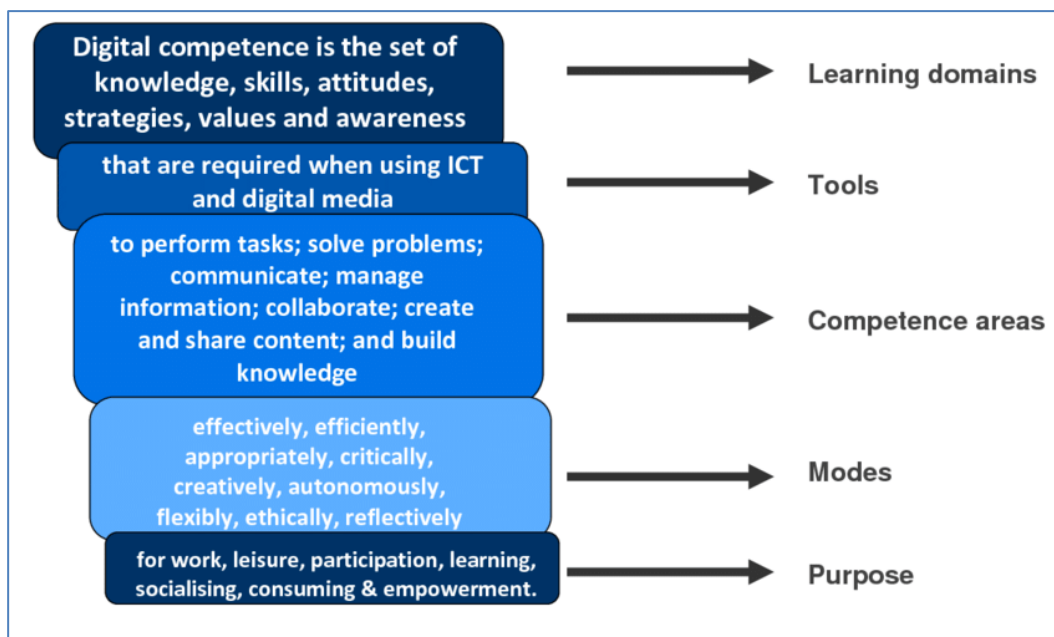 Digital competence is the set of
knowledge, skills, attitudes,
strategies, values and awareness
Learning domains
that are required when using ICT
and digital media
Tools
to perform tasks; solve problems;
communicate; manage
information; collaborate; create
and share content; and build
knowledge
Competence areas
effectively, efficiently,
appropriately, critically,
creatively, autonomously,
flexibly, ethically, reflectively
Modes
for work, leisure, participation, learning,
socialising, consuming & empowerment.
Purpose